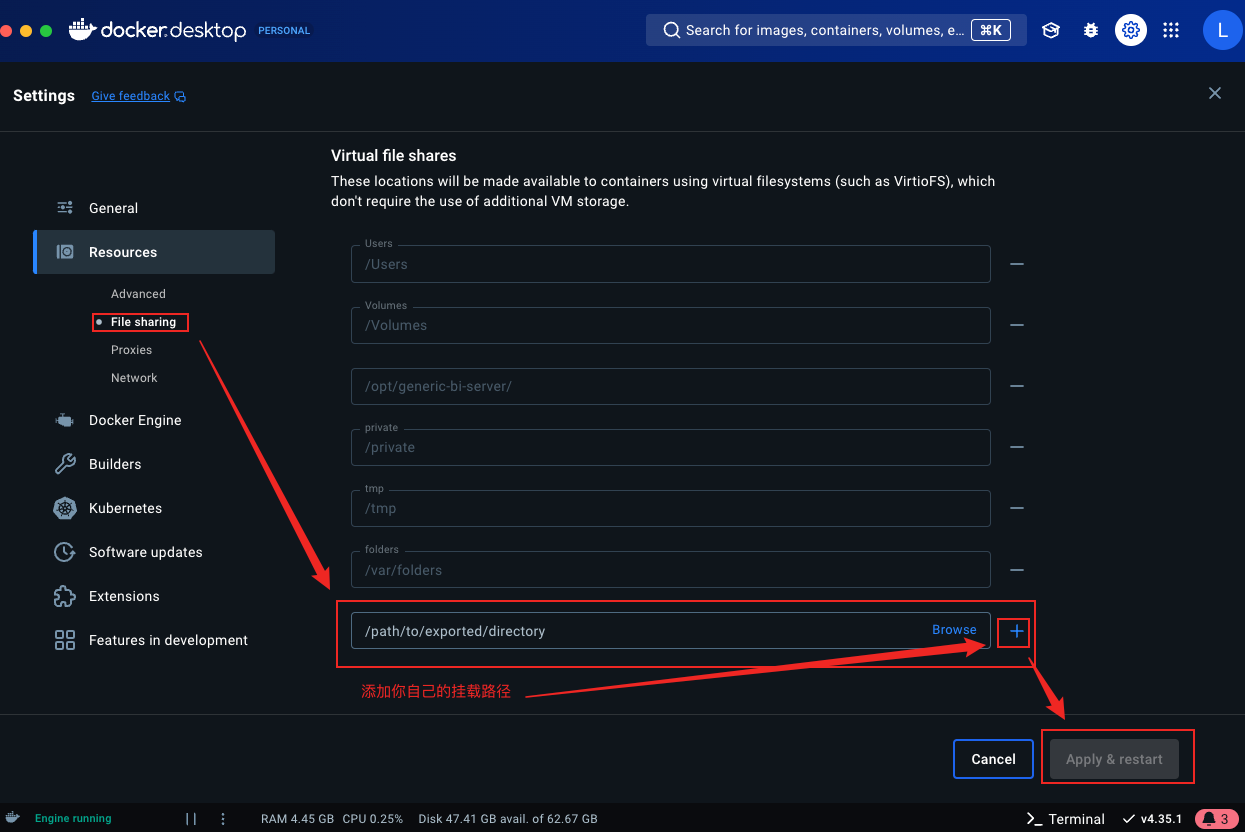 docker desktop PERSONAL
Search for images, containers, volumes, e... ⌘K
L
Settings Give feedback
Virtual file shares
These locations will be made available to containers using virtual filesystems (such as VirtioFS), which
don't require the use of additional VM storage.
General
Resources
Advanced
File sharing
Proxies
Network
Docker Engine
Builders
Kubernetes
Software updates
Extensions
Features in development
Users
/Users
Volumes
/Volumes
/opt/generic-bi-server/
private
/private
tmp
/tmp
folders
/var/folders
/path/to/exported/directory Browse
添加你自己的挂载路径
Cancel Apply & restart
Engine running RAM 4.45 GB CPU 0.25% Disk 47.41 GB avail. of 62.67 GB Terminal v4.35.1 3